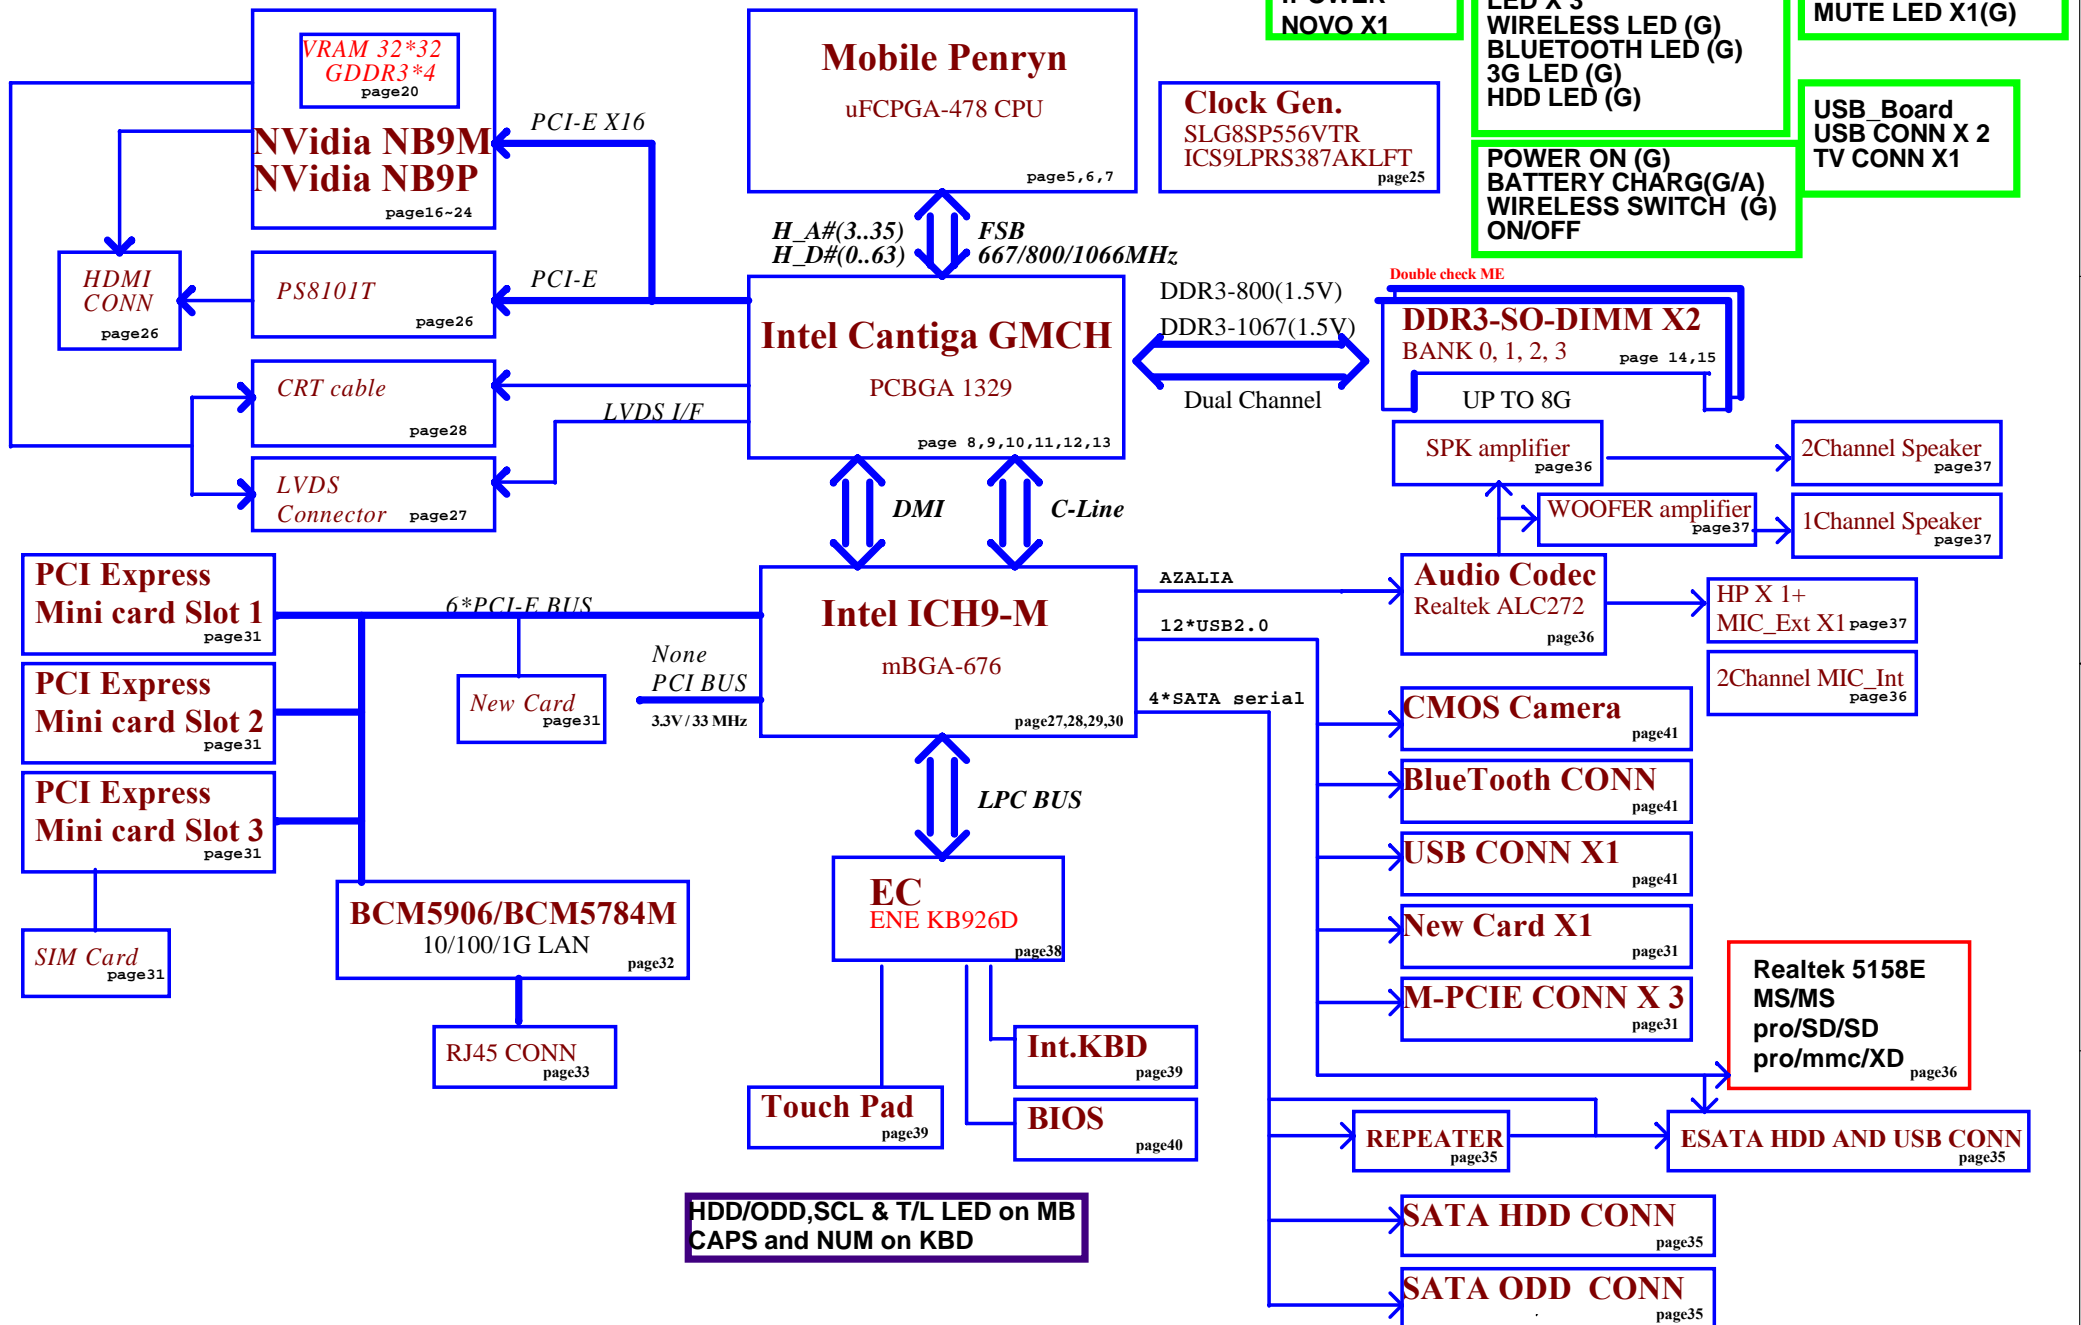 NOVO X1
LED X 3
WIRELESS LED (G)
BLUETOOTH LED (G)
3G LED (G)
HDD LED (G)
MUTE LED X1(G)
USB_Board
USB CONN X 2
TV CONN X1
POWER ON (G)
BATTERY CHARG(G/A)
WIRELESS SWITCH (G)
ON/OFF
VRAM 32*32
GDDR3*4
page20
NVidia NB9M
NVidia NB9P
page16~24
PCI-E X16
Mobile Penryn
uFCPGA-478 CPU
page5,6,7
Clock Gen.
SLG8SP556VTR
ICS9LPRS387AKLFT
page25
H_A#(3..35)
H_D#(0..63)
FSB
667/800/1066MHz
HDMI
CONN
page26
PS8101T
page26
PCI-E
Intel Cantiga GMCH
PCBGA 1329
page 8,9,10,11,12,13
DDR3-800(1.5V)
DDR3-1067(1.5V)
Dual Channel
Double check ME
DDR3-SO-DIMM X2
BANK 0, 1, 2, 3
page 14,15
UP TO 8G
CRT cable
page28
LVDS I/F
LVDS
Connector
page27
DMI
C-Line
SPK amplifier
page36
2Channel Speaker
page37
WOOFER amplifier
page37
1Channel Speaker
page37
PCI Express
Mini card Slot 1
page31
PCI Express
Mini card Slot 2
page31
PCI Express
Mini card Slot 3
page31
SIM Card
page31
6*PCI-E BUS
New Card
page31
None
PCI BUS
3.3V / 33 MHz
Intel ICH9-M
mBGA-676
page27,28,29,30
AZALIA
12*USB2.0
4*SATA serial
Audio Codec
Realtek ALC272
page36
HP X 1+
MIC_Ext X1
page37
2Channel MIC_Int
page36
CMOS Camera
page41
BlueTooth CONN
page41
USB CONN X1
page41
New Card X1
page31
M-PCIE CONN X 3
page31
LPC BUS
EC
ENE KB926D
page38
BCM5906/BCM5784M
10/100/1G LAN
page32
RJ45 CONN
page33
Int.KBD
page39
Touch Pad
page39
BIOS
page40
Realtek 5158E
MS/MS
pro/SD/SD
pro/mmc/XD
page36
REPEATER
page35
ESATA HDD AND USB CONN
page35
HDD/ODD,SCL & T/L LED on MB
CAPS and NUM on KBD
SATA HDD CONN
page35
SATA ODD CONN
page35